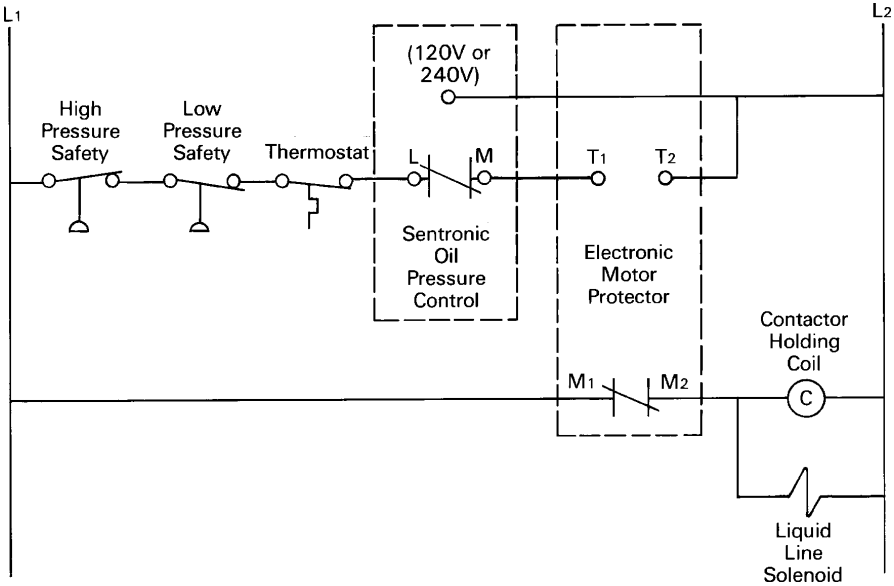 L1
L2
(120V or
240V)
High
Pressure
Safety
Low
Pressure
Safety
Thermostat
L
M
T1
T2
Sentronic
Oil
Pressure
Control
Electronic
Motor
Protector
Contactor
Holding
Coil
M1
M2
C
Liquid
Line
Solenoid